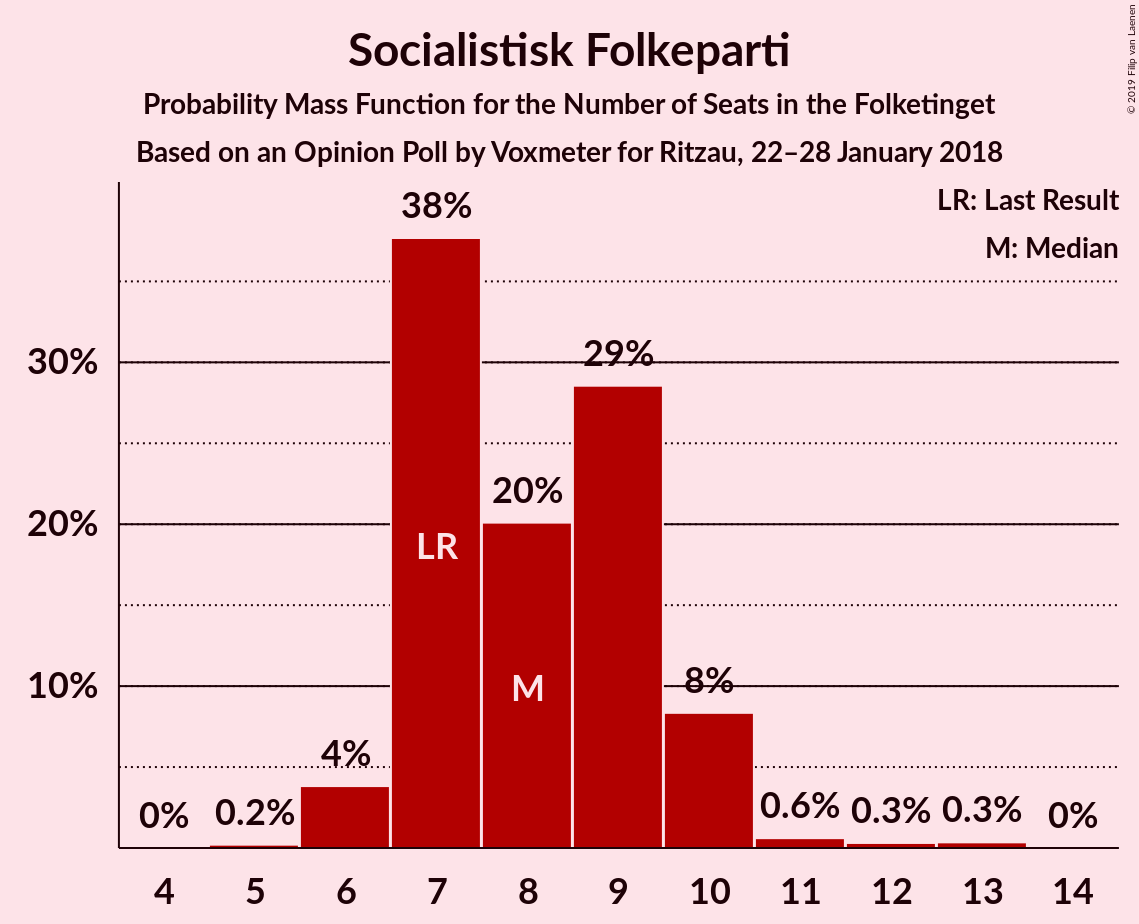 Socialistisk Folkeparti
Probability Mass Function for the Number of Seats in the Folketinget
Based on an Opinion Poll by Voxmeter for Ritzau, 22–28 January 2018
© 2019 Filip van Laenen
LR: Last Result
M: Median
38%
29%
20%
8%
4%
0%
0.2%
0.6%
0.3%
0.3%
0%
LR
M
30%
20%
10%
4 5 6 7 8 9 10 11 12 13 14